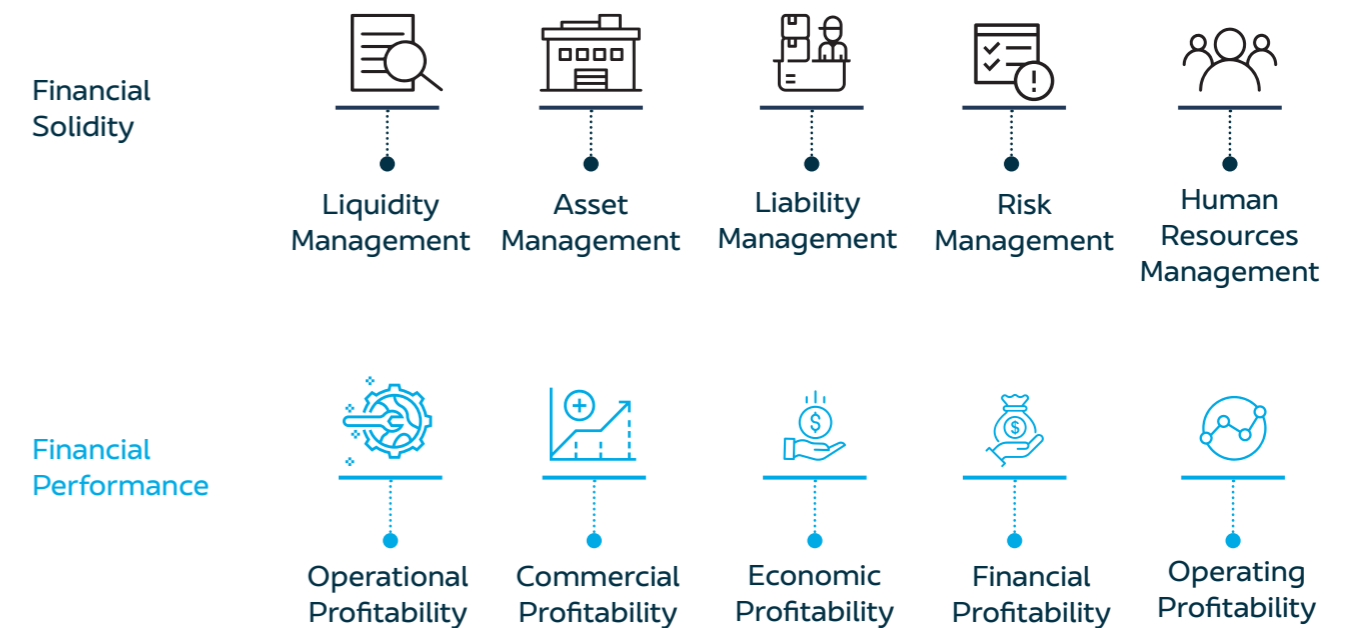 Financial
Solidity
Liquidity
Management
Asset
Management
Liability
Management
Risk
Management
Human
Resources
Management
Financial
Performance
Operational
Profitability
Commercial
Profitability
Economic
Profitability
Financial
Profitability
Operating
Profitability